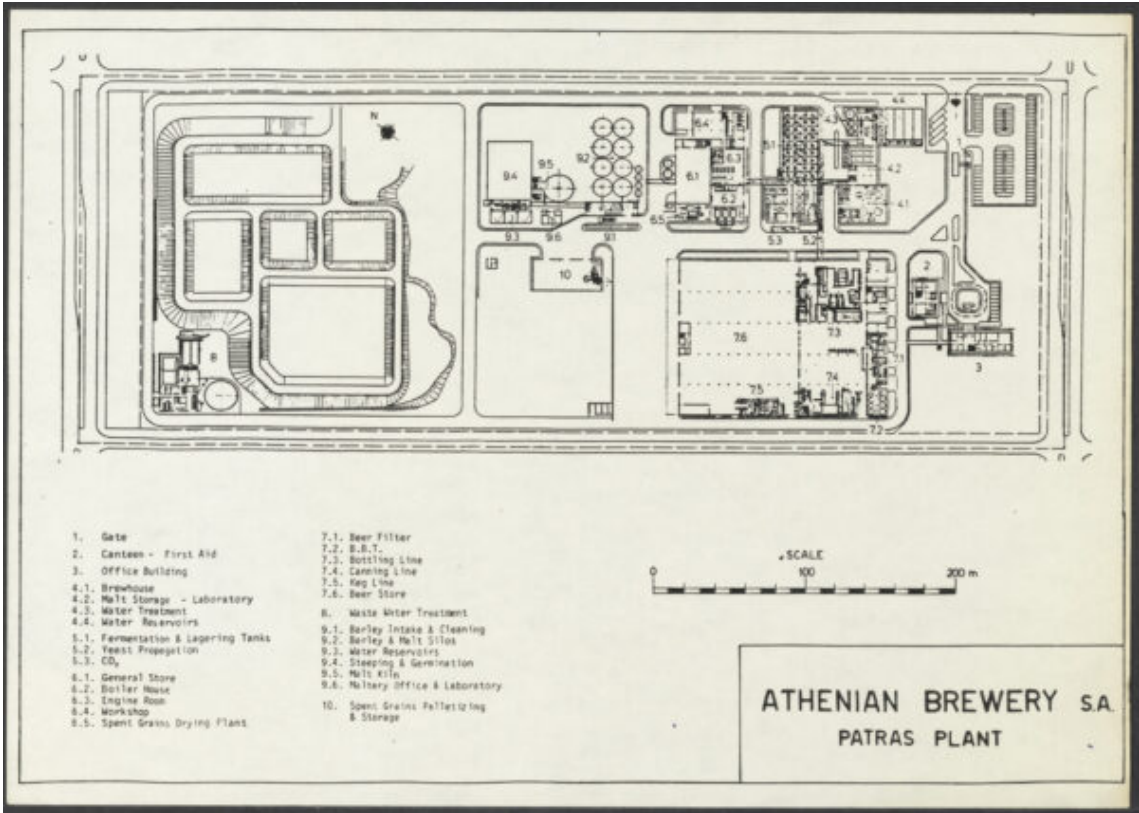 N
4.4
4.3
6.4
5.1
6.3
9.5
9.2
9.4
6.1
4.2
1
6.2
4.1
6.5
9.3
9.6
9.1
5.3
5.2
10
2
7.6
7.3
7.1
8
3
7.5
7.4
7.2
1. Gate
2. Canteen - First Aid
3. Office Building
4.1. Brewhouse
4.2. Malt Storage - Laboratory
4.3. Water Treatment
4.4. Water Reservoirs
5.1. Fermentation & Lagering Tanks
5.2. Yeast Propagation
5.3. CO₂
6.1. General Store
6.2. Boiler House
6.3. Engine Room
6.4. Workshop
6.5. Spent Grains Drying Plant
7.1. Beer Filter
7.2. B.B.T.
7.3. Bottling Line
7.4. Canning Line
7.5. Keg Line
7.6. Beer Store
8. Waste Water Treatment
9.1. Barley Intake & Cleaning
9.2. Barley & Malt Silos
9.3. Water Reservoirs
9.4. Steeping & Germination
9.5. Malt Kiln
9.6. Maltery Office & Laboratory
10. Spent Grains Pelletizing
& Storage
SCALE
0 100 200 m
ATHENIAN BREWERY S.A.
PATRAS PLANT